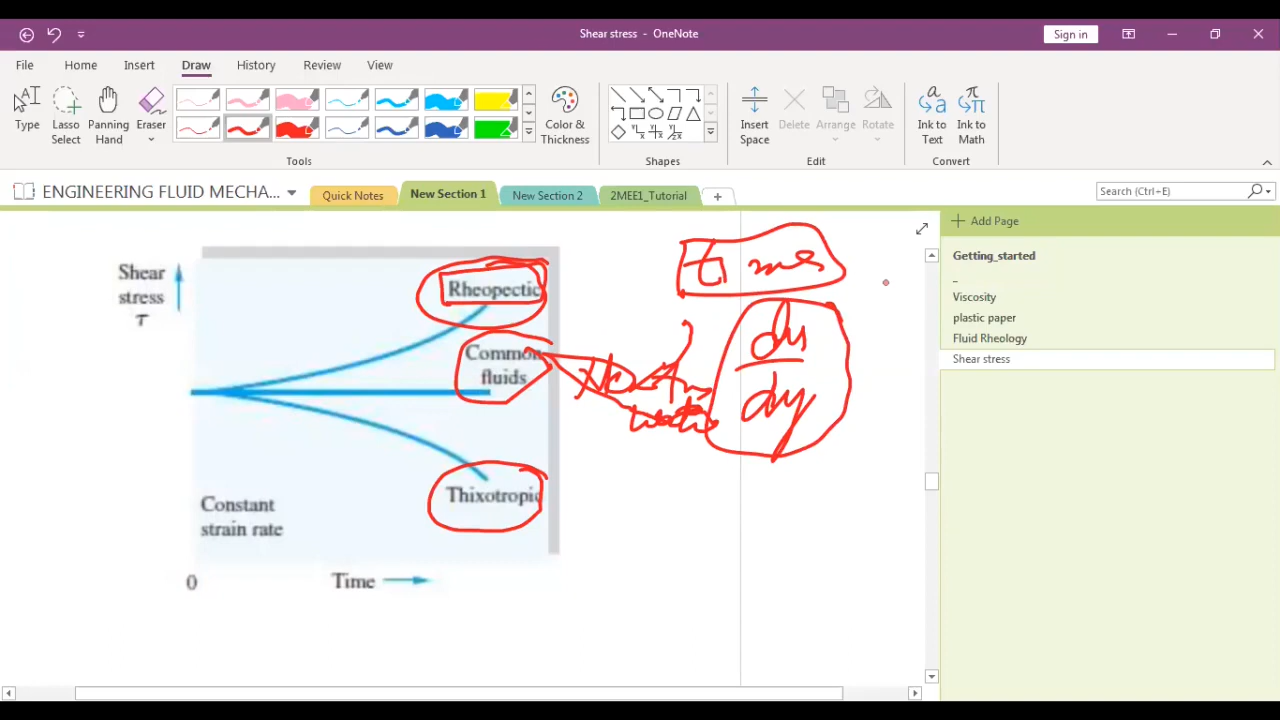 Shear stress - OneNote
Sign in
File Home Insert Draw History Review View
Type
Lasso Select
Panning Hand
Eraser
Color & Thickness
Insert Space
Delete
Arrange
Rotate
Ink to Text
Ink to Math
Tools
Shapes
Edit
Convert
ENGINEERING FLUID MECHA...
Quick Notes
New Section 1
New Section 2
2MEE1_Tutorial
Search (Ctrl+E)
Add Page
Getting_started
Viscosity
plastic paper
Fluid Rheology
Shear stress
Shear
stress
τ
Rheopectic
Common
fluids
Thixotropic
Constant
strain rate
0
Time
du
dy